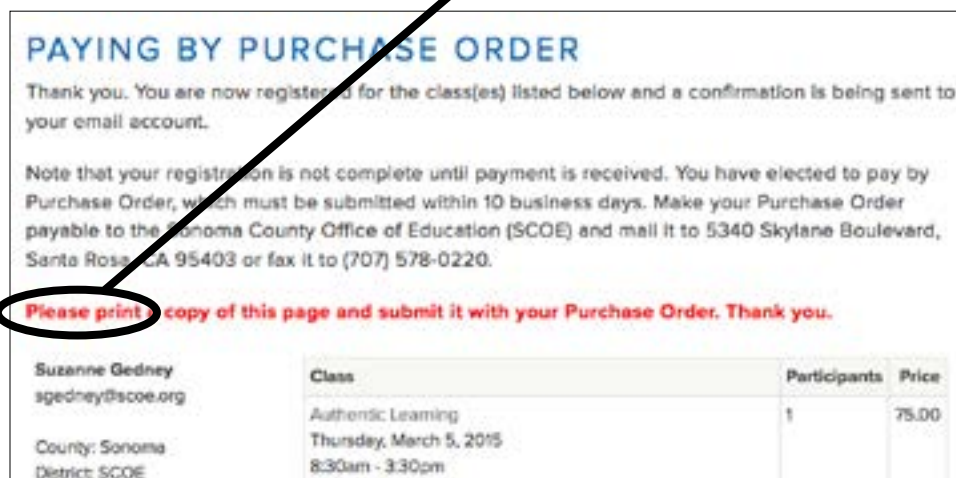 PAYING BY PURCHASE ORDER
Thank you. You are now registered for the class(es) listed below and a confirmation is being sent to
your email account.
Note that your registration is not complete until payment is received. You have elected to pay by
Purchase Order, which must be submitted within 10 business days. Make your Purchase Order
payable to the Sonoma County Office of Education (SCOE) and mail it to 5340 Skylane Boulevard,
Santa Rosa, CA 95403 or fax it to (707) 578-0220.
Please print a copy of this page and submit it with your Purchase Order. Thank you.
Suzanne Gedney
sgedney@scoe.org
County: Sonoma
District: SCOE
Class Participants Price
Authentic Learning 1 75.00
Thursday, March 5, 2015
8:30am - 3:30pm